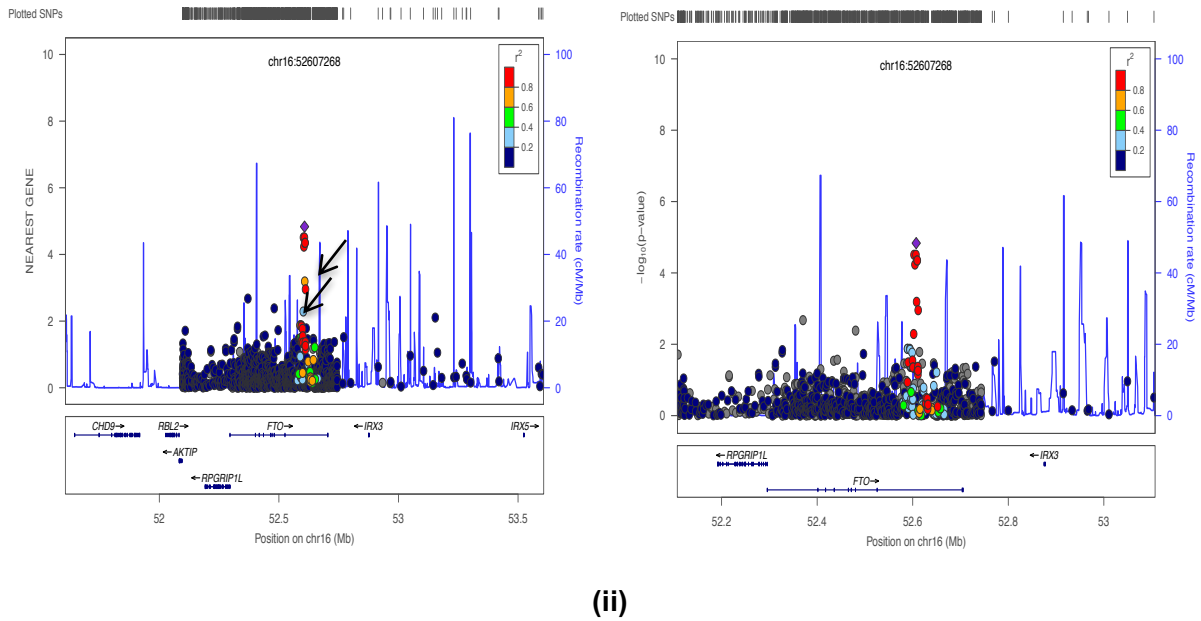 Plotted SNPs
chr16:52607268
NEAREST GENE
Recombination rate (cM/Mb)
10
8
6
4
2
0
100
80
60
40
20
0
r2
0.8
0.6
0.4
0.2
CHD9→
RBL2→
FTO→
←IRX3
IRX5→
←AKTIP
←RPGRIP1L
52
52.5
53
53.5
Position on chr16 (Mb)
Plotted SNPs
chr16:52607268
−log10(p−value)
Recombination rate (cM/Mb)
10
8
6
4
2
0
100
80
60
40
20
0
r2
0.8
0.6
0.4
0.2
←RPGRIP1L
←IRX3
FTO→
52.2
52.4
52.6
52.8
53
Position on chr16 (Mb)
(ii)